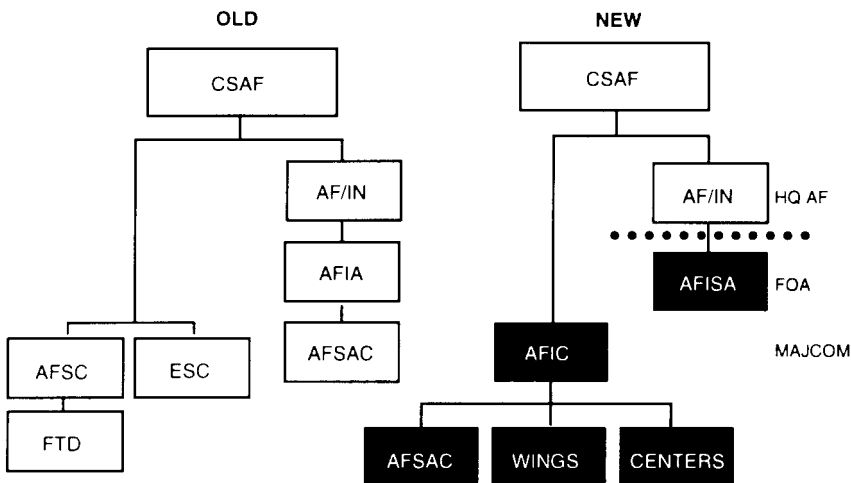 OLD
CSAF
AF/IN
AFIA
AFSAC
AFSC
ESC
FTD
NEW
CSAF
AF/IN
HQ AF
AFISA
FOA
AFIC
MAJCOM
AFSAC
WINGS
CENTERS